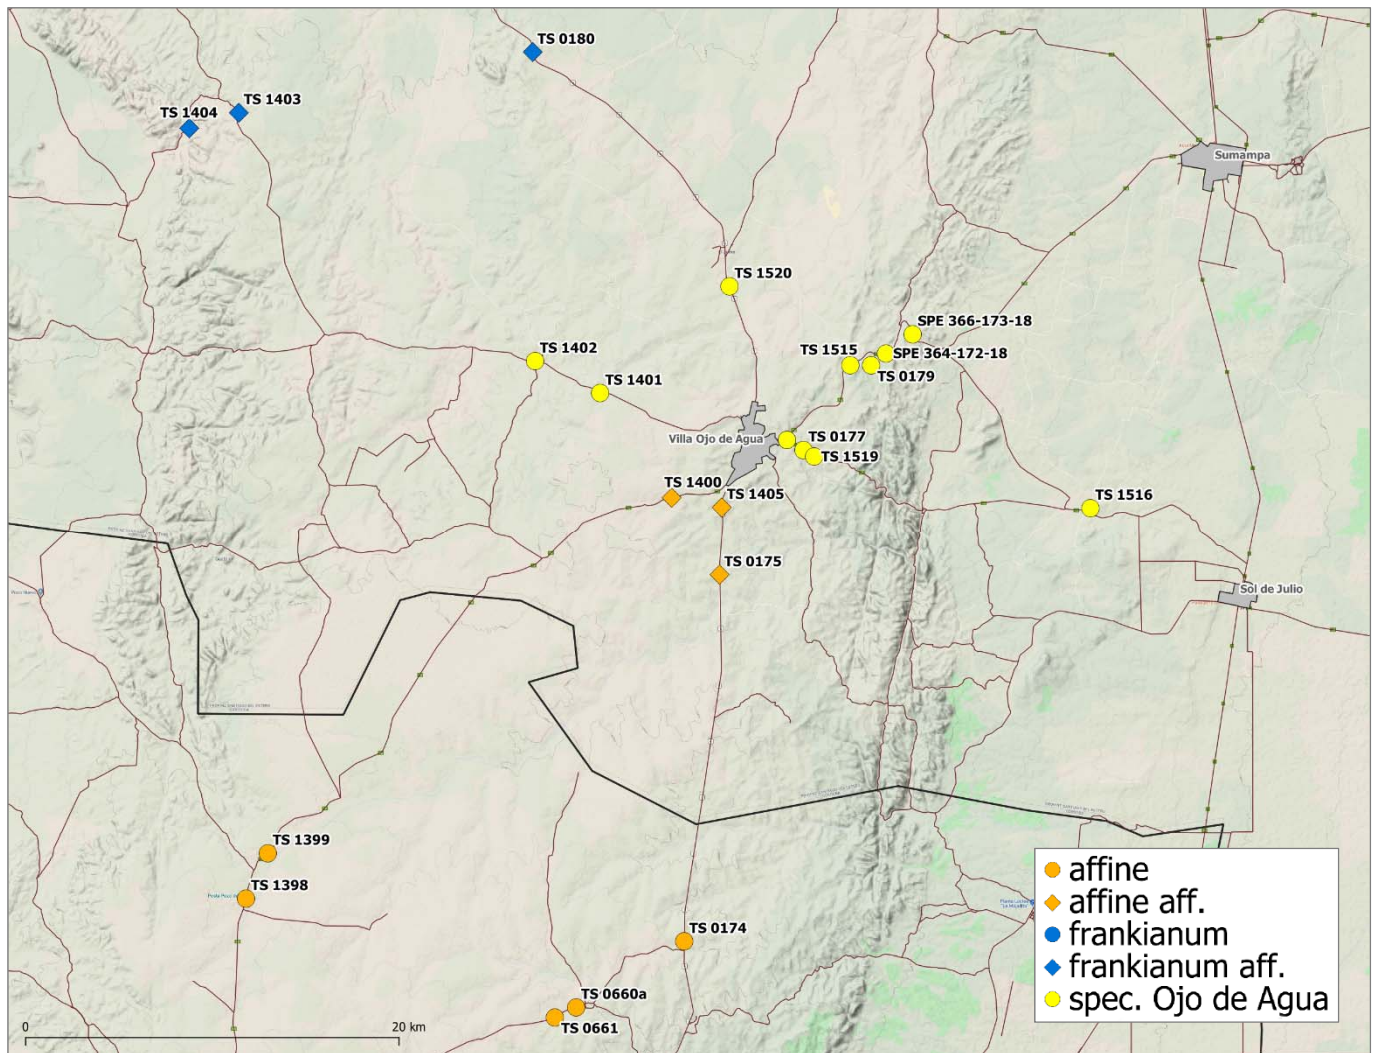 TS 0180
TS 1403
TS 1404
Sumampa
TS 1520
SPE 366-173-18
TS 1515
SPE 364-172-18
TS 1402
TS 0179
TS 1401
Villa Ojo de Agua
TS 0177
TS 1519
TS 1400
TS 1405
TS 1516
TS 0175
Sol de Julio
TS 1399
TS 1398
TS 0174
TS 0660a
TS 0661
affine
affine aff.
frankianum
frankianum aff.
spec. Ojo de Agua
0
20 km